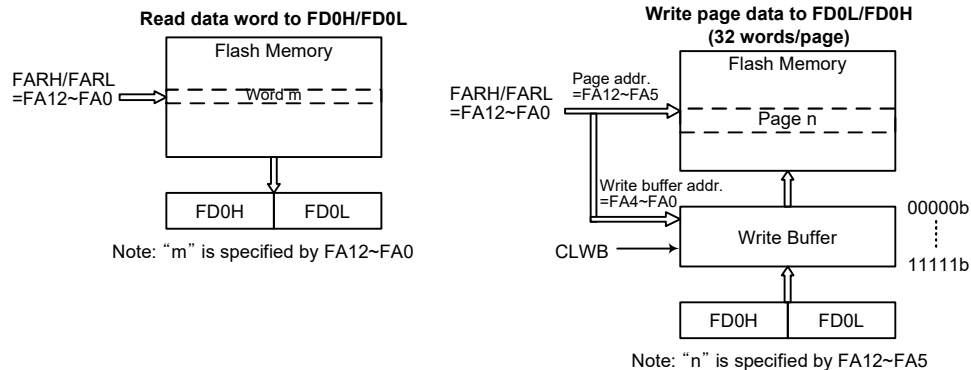 Read data word to FD0H/FD0L
Flash Memory
FARH/FARL
=FA12~FA0
Word m
FD0H
FD0L
Note: “m” is specified by FA12~FA0
Write page data to FD0L/FD0H
(32 words/page)
Flash Memory
FARH/FARL
=FA12~FA0
Page addr.
=FA12~FA5
Page n
Write buffer addr.
=FA4~FA0
CLWB
Write Buffer
00000b
11111b
FD0H
FD0L
Note: “n” is specified by FA12~FA5